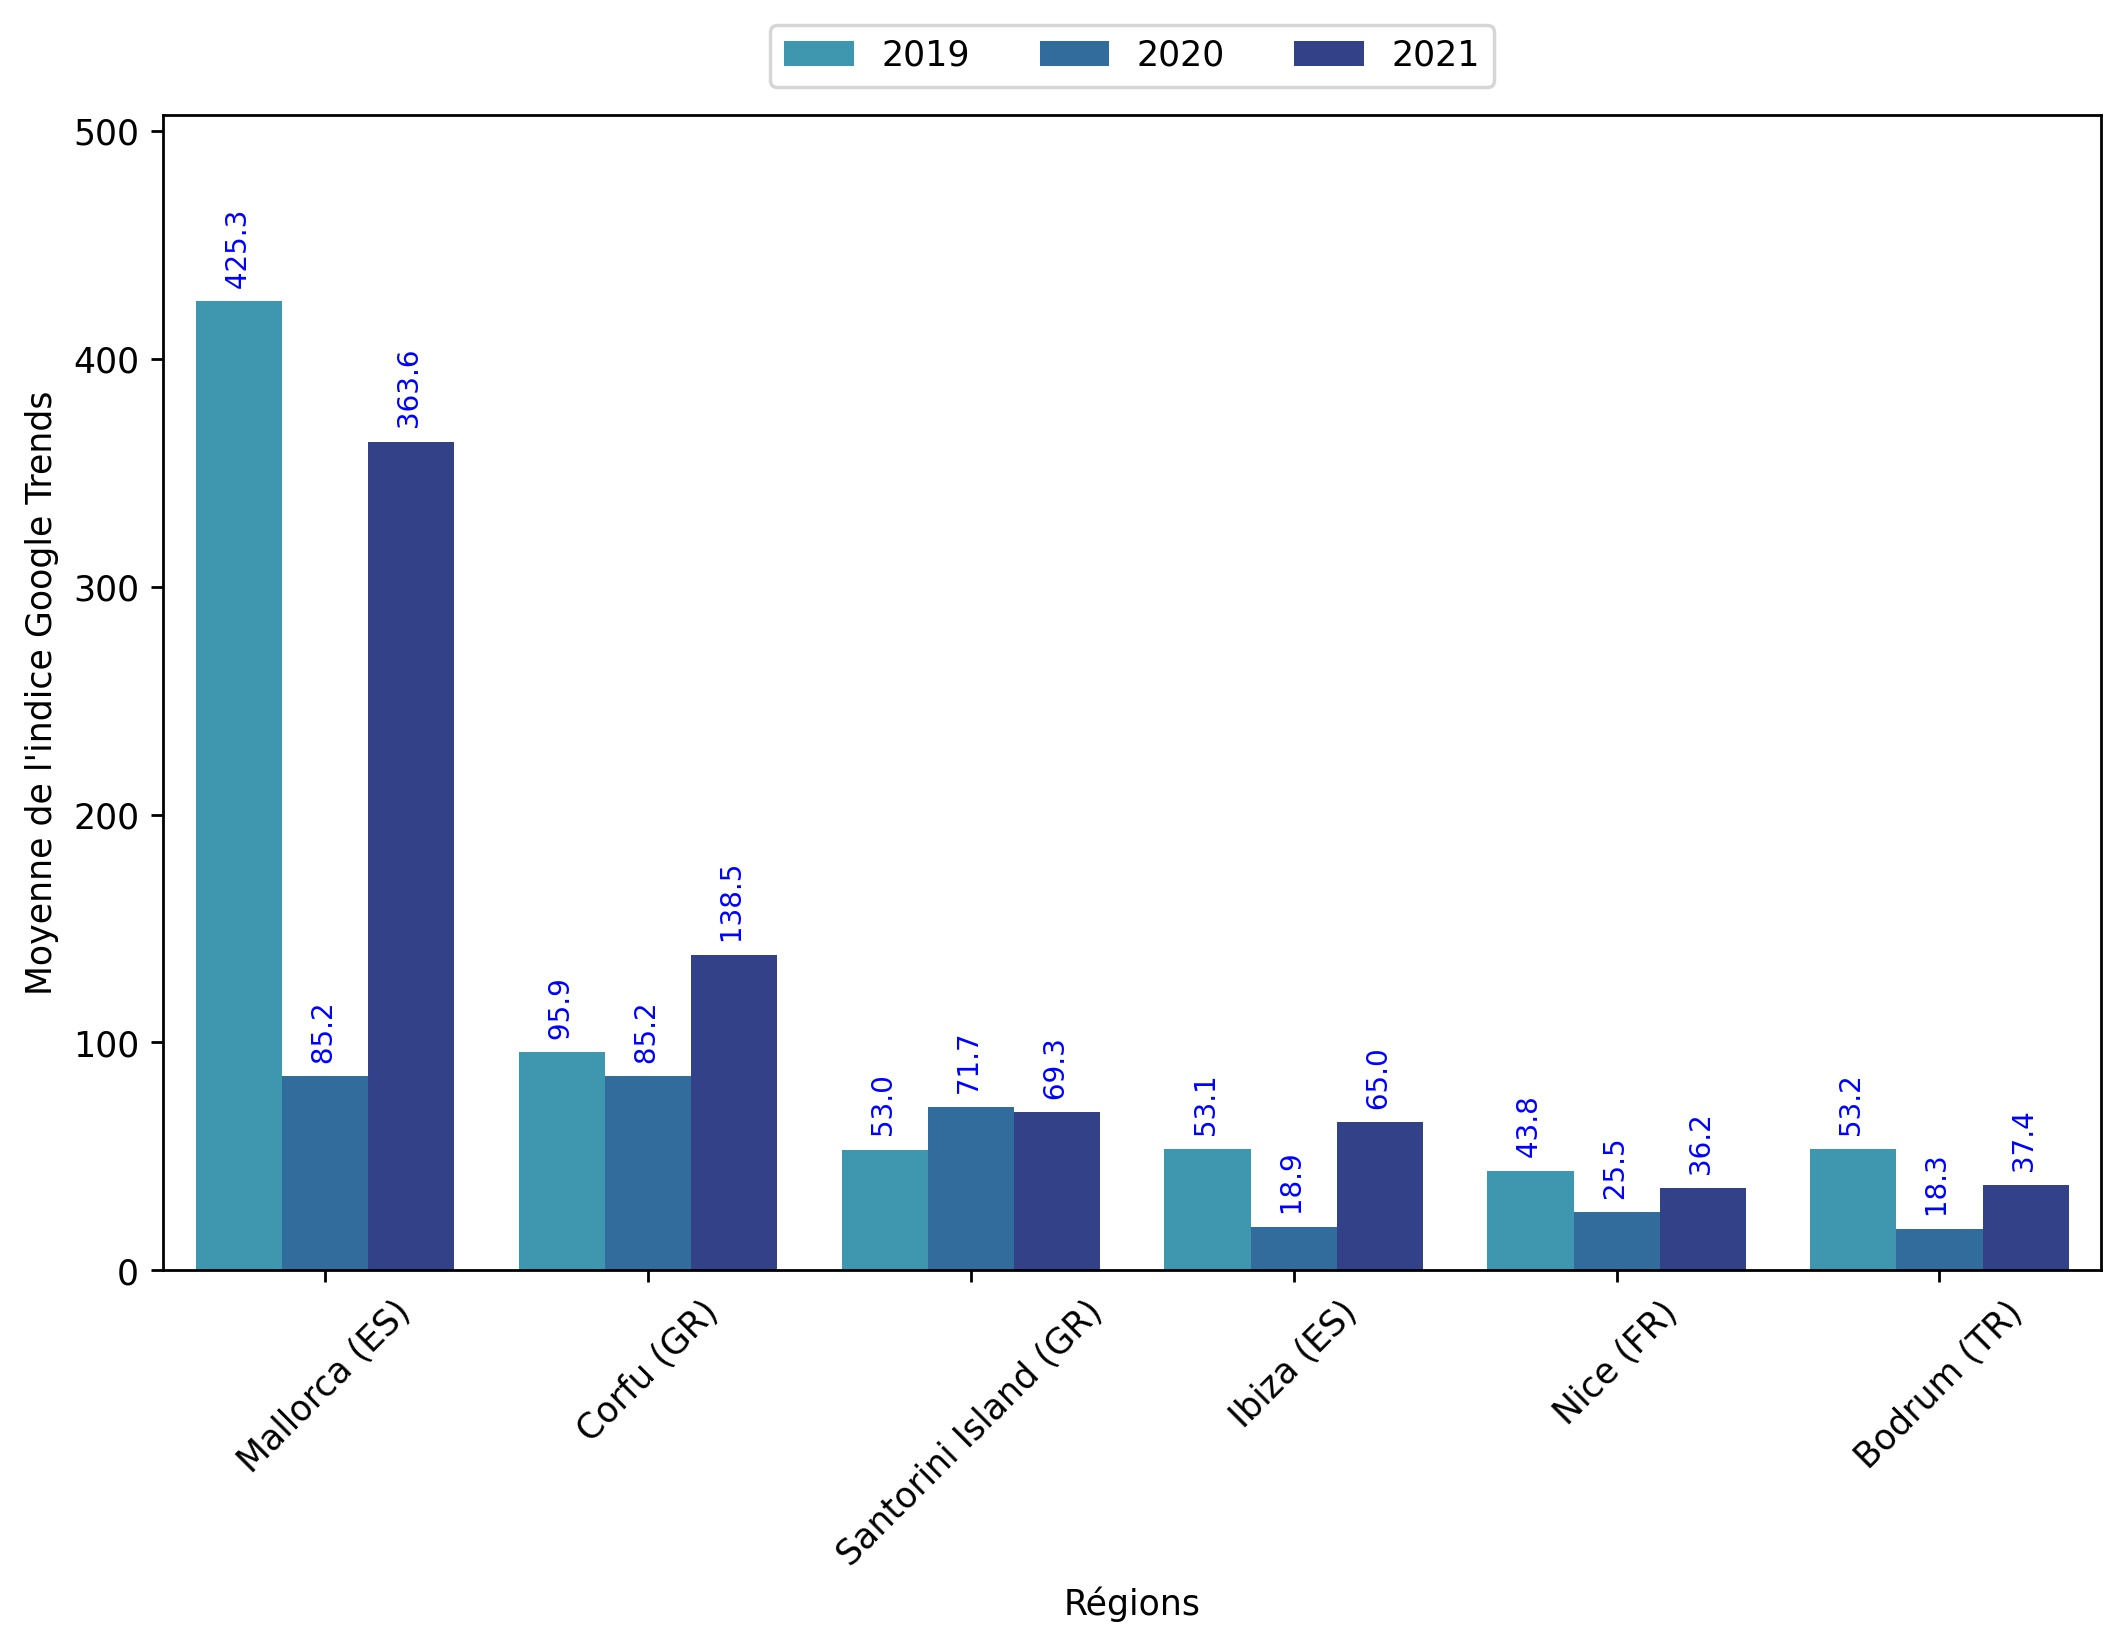 2019 2020 2021
Moyenne de l'indice Google Trends
500
400
300
200
100
0
425.3 85.2 363.6
95.9 85.2 138.5
53.0 71.7 69.3
53.1 18.9 65.0
43.8 25.5 36.2
53.2 18.3 37.4
Mallorca (ES)
Corfu (GR)
Santorini Island (GR)
Ibiza (ES)
Nice (FR)
Bodrum (TR)
Régions